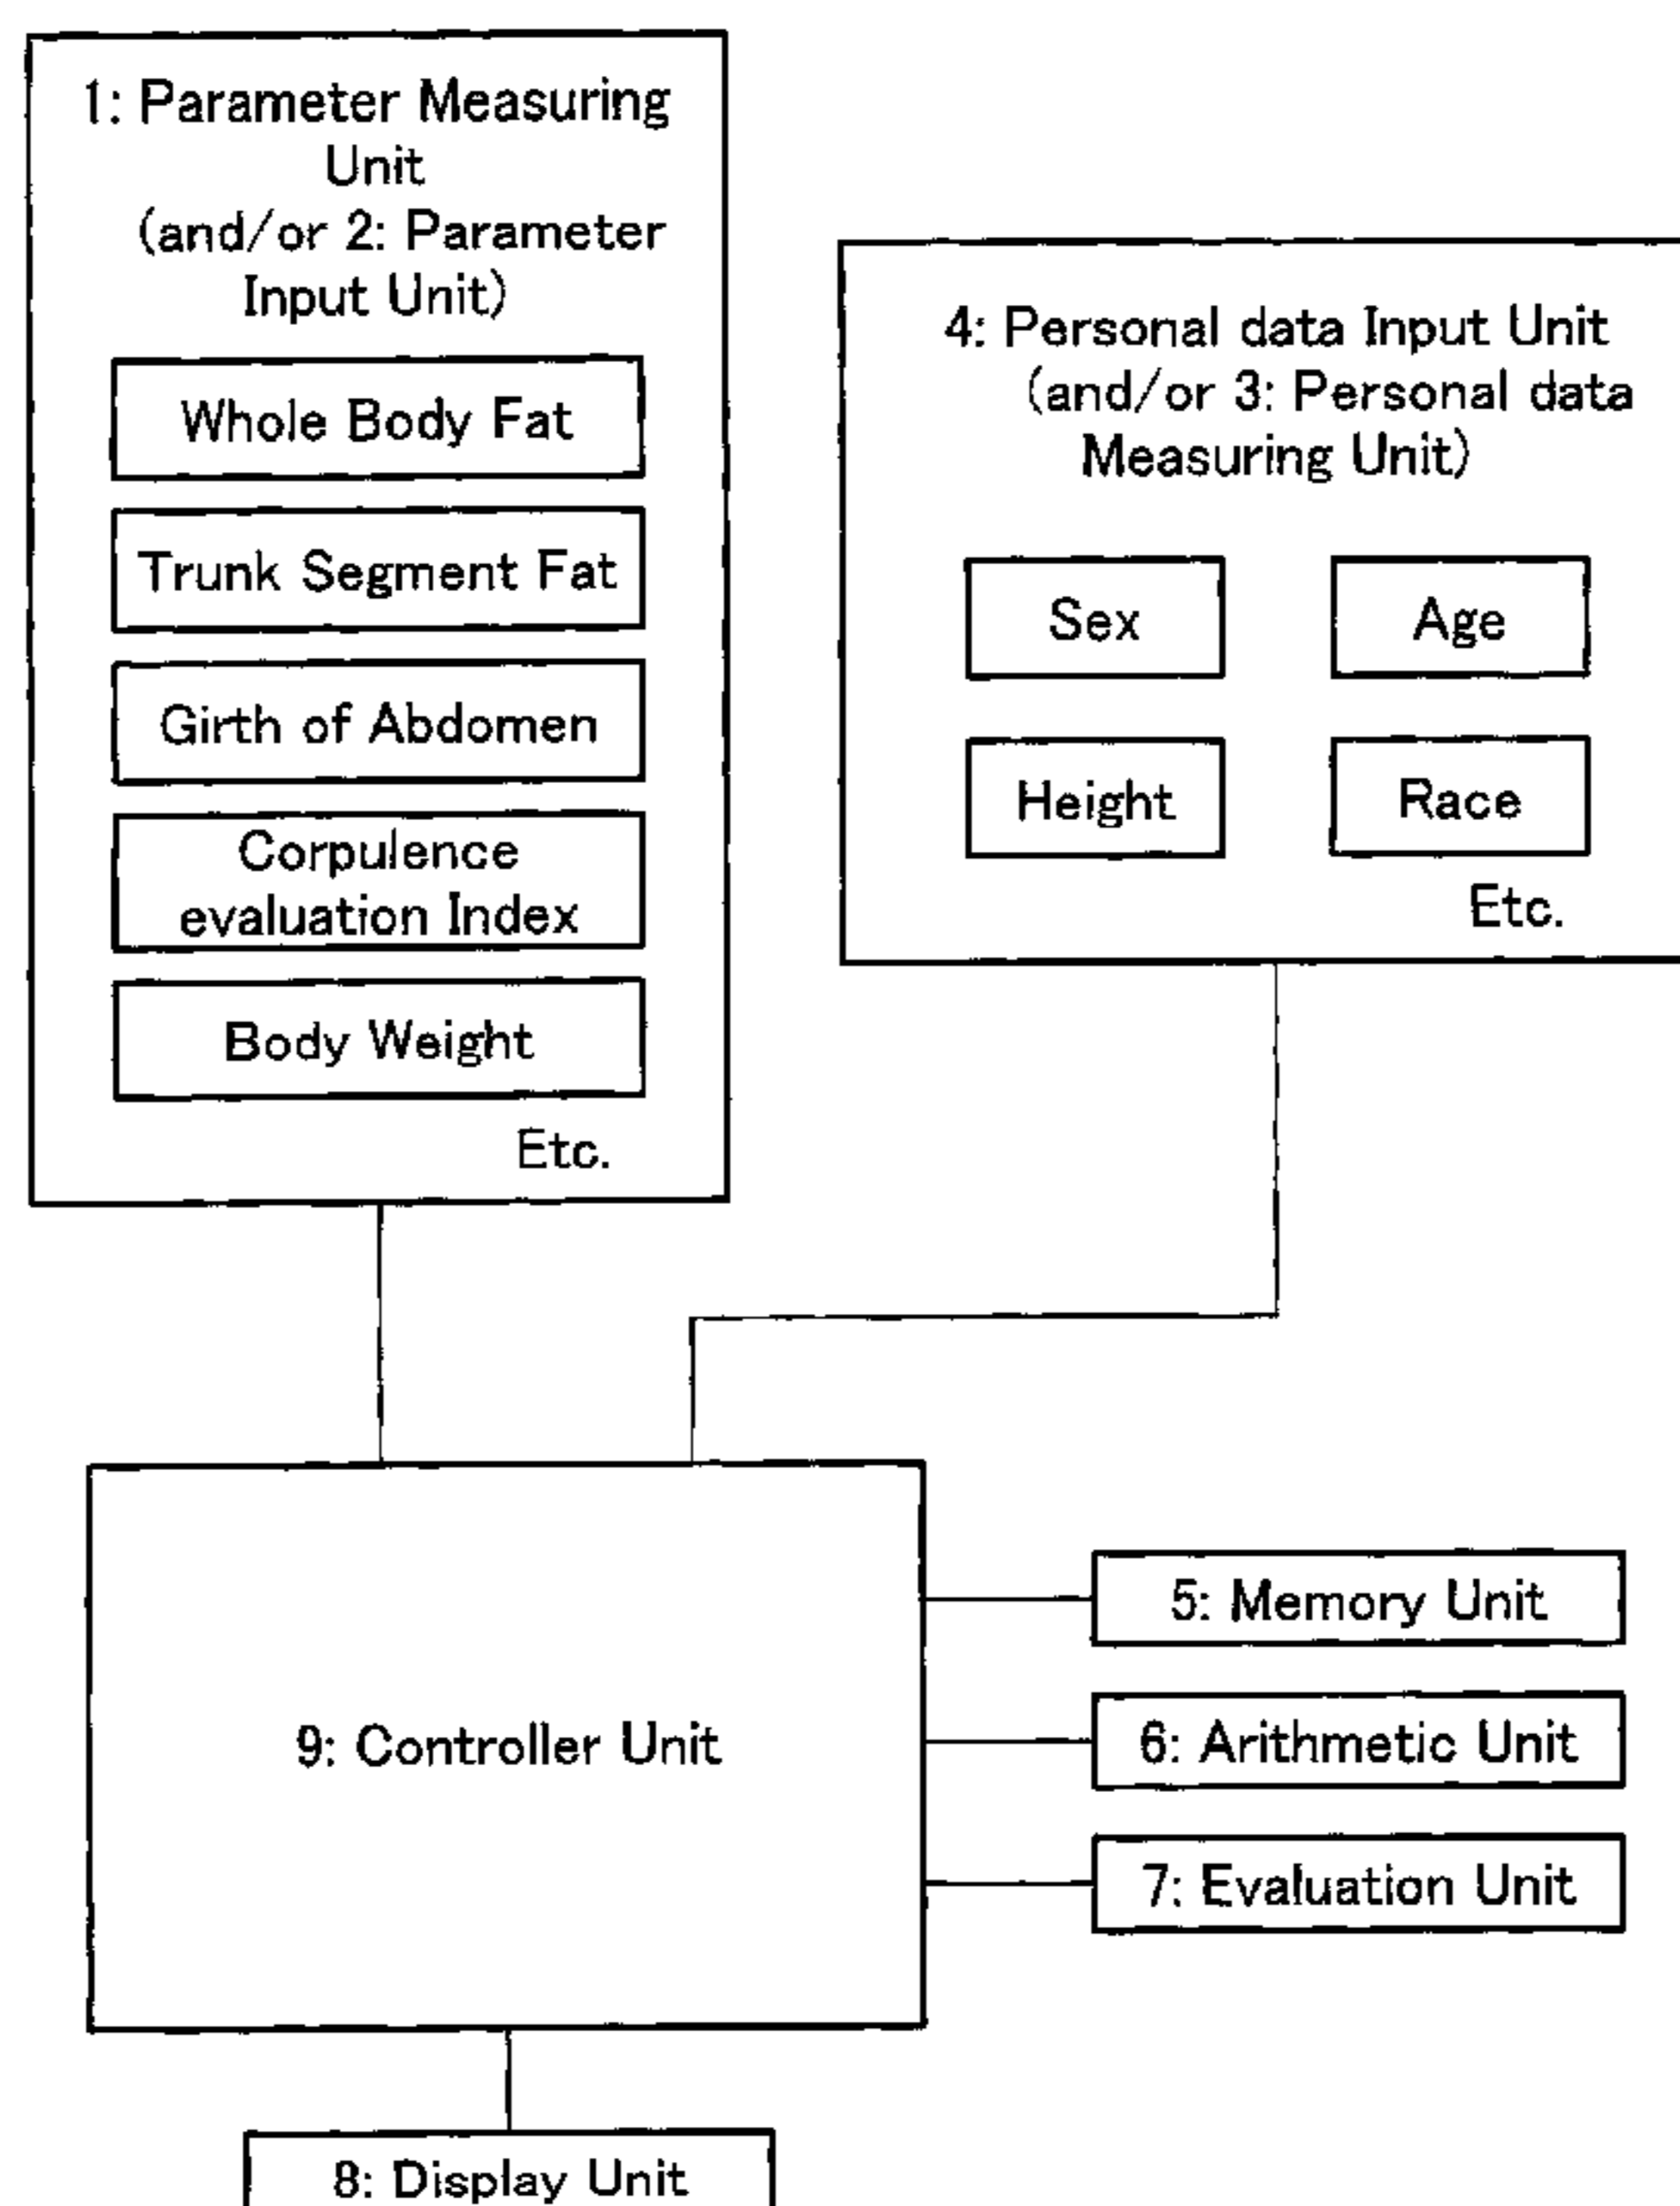 1: Parameter Measuring
Unit
(and/or 2: Parameter
Input Unit)
Whole Body Fat
Trunk Segment Fat
Girth of Abdomen
Corpulence
evaluation Index
Body Weight
Etc.
4: Personal data Input Unit
(and/or 3: Personal data
Measuring Unit)
Sex
Age
Height
Race
Etc.
9: Controller Unit
5: Memory Unit
6: Arithmetic Unit
7: Evaluation Unit
8: Display Unit